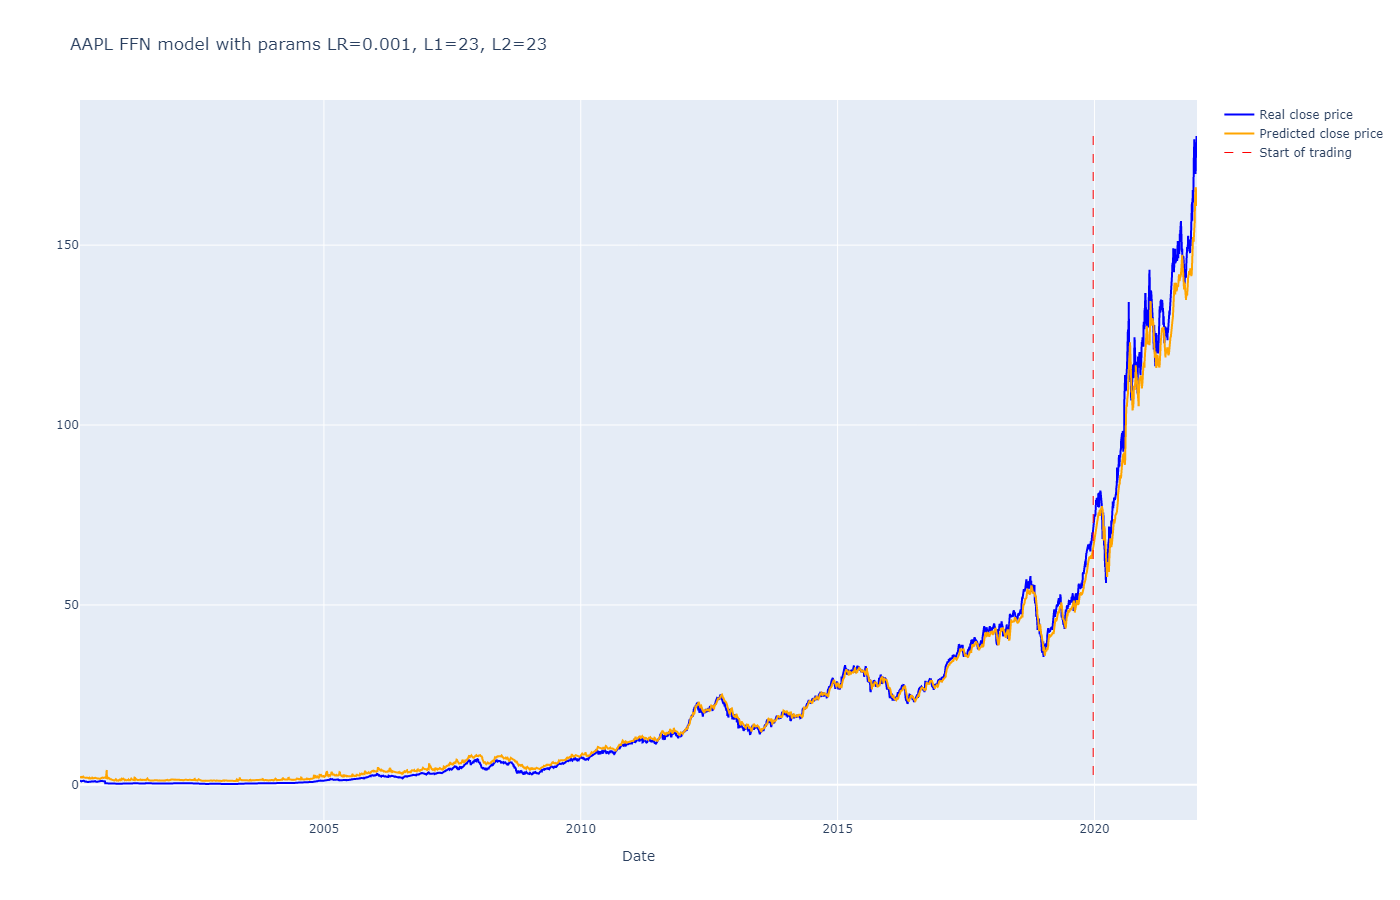 AAPL FFN model with params LR=0.001, L1=23, L2=23
Real close price
Predicted close price
Start of trading
150
100
50
0
2005
2010
2015
2020
Date